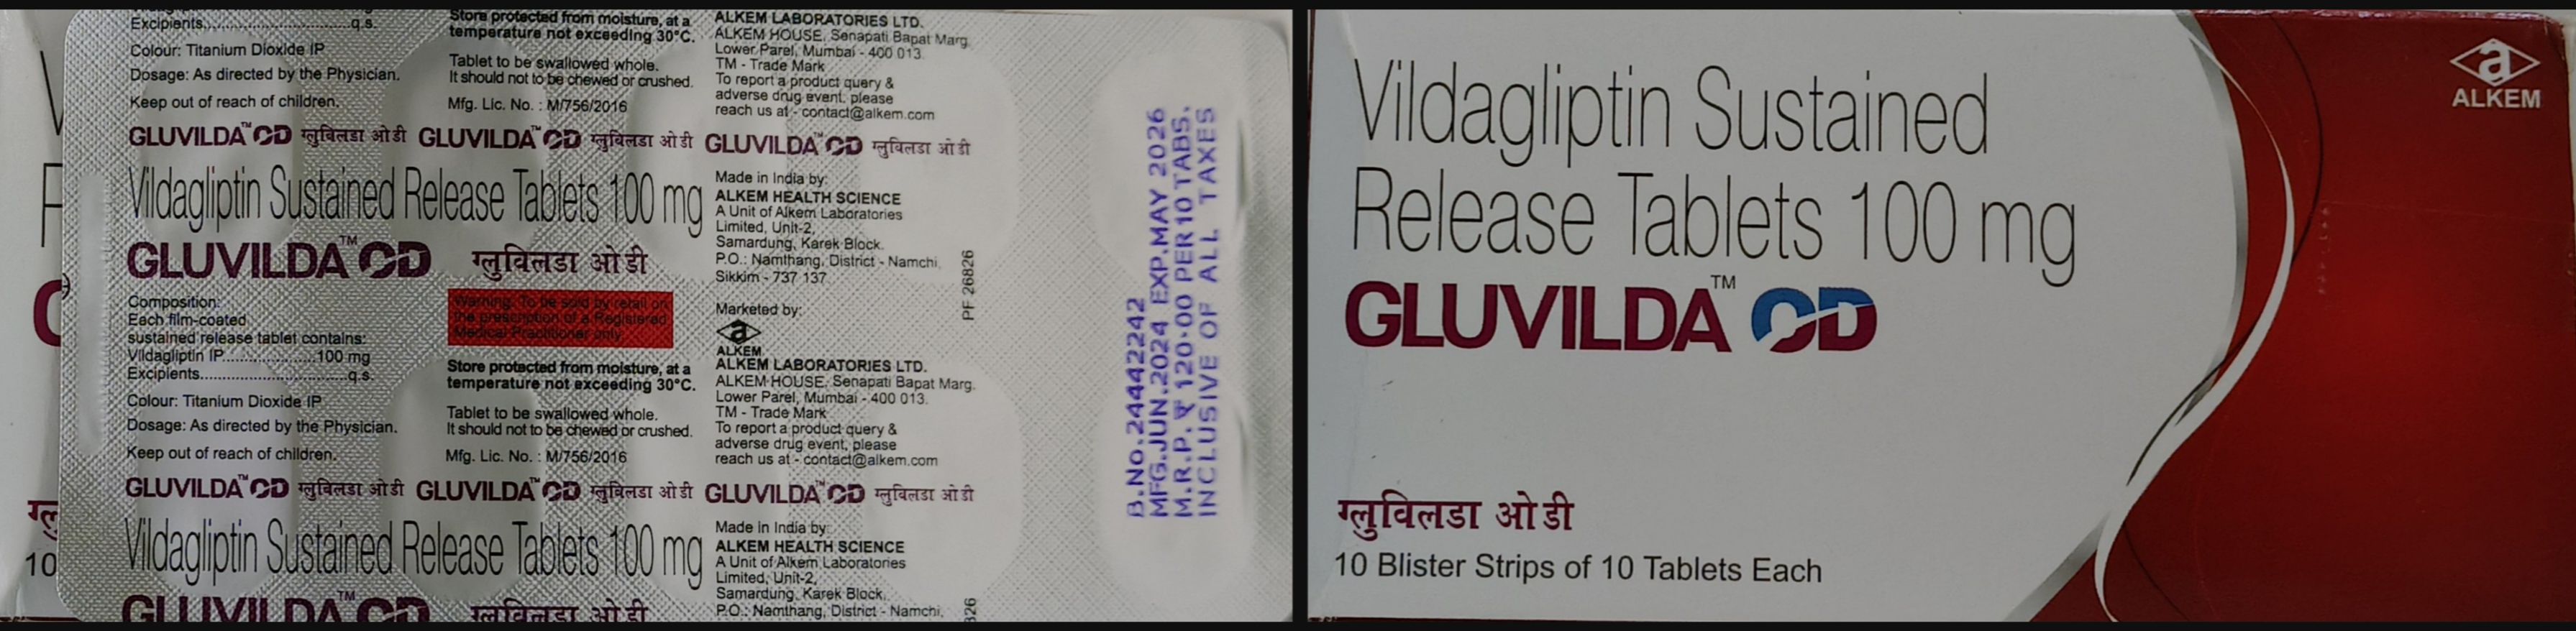 Excipients..................................q.s.
Colour: Titanium Dioxide IP
Dosage: As directed by the Physician.
Keep out of reach of children.
Store protected from moisture, at a
temperature not exceeding 30°C.
Tablet to be swallowed whole.
It should not to be chewed or crushed.
Mfg. Lic. No. : M/756/2016
ALKEM LABORATORIES LTD.
ALKEM HOUSE, Senapati Bapat Marg,
Lower Parel, Mumbai - 400 013.
TM - Trade Mark
To report a product query &
adverse drug event, please
reach us at - contact@alkem.com
GLUVILDA™ OD ग्लुविलडा ओ डी GLUVILDA™ OD ग्लुविलडा ओ डी GLUVILDA™ OD ग्लुविलडा ओ डी
Vildagliptin Sustained Release Tablets 100 mg
GLUVILDA™ OD ग्लुविलडा ओ डी
Composition:
Each film-coated
sustained release tablet contains:
Vildagliptin IP....................100 mg
Excipients................................q.s.
Colour: Titanium Dioxide IP
Dosage: As directed by the Physician.
Keep out of reach of children.
Warning: To be sold by retail on
the prescription of a Registered
Medical Practitioner only.
Store protected from moisture, at a
temperature not exceeding 30°C.
Tablet to be swallowed whole.
It should not to be chewed or crushed.
Mfg. Lic. No. : M/756/2016
Made in India by:
ALKEM HEALTH SCIENCE
A Unit of Alkem Laboratories
Limited, Unit-2,
Samardung, Karek Block,
P.O.: Namthang, District - Namchi,
Sikkim - 737 137
Marketed by:
a
ALKEM
ALKEM LABORATORIES LTD.
ALKEM HOUSE, Senapati Bapat Marg,
Lower Parel, Mumbai - 400 013.
TM - Trade Mark
To report a product query &
adverse drug event, please
reach us at - contact@alkem.com
PF 26826
GLUVILDA™ OD ग्लुविलडा ओ डी GLUVILDA™ OD ग्लुविलडा ओ डी GLUVILDA™ OD ग्लुविलडा ओ डी
Vildagliptin Sustained Release Tablets 100 mg
GLUVILDA™ OD ग्लुविलडा ओ डी
Made in India by:
ALKEM HEALTH SCIENCE
A Unit of Alkem Laboratories
Limited, Unit-2,
Samardung, Karek Block,
P.O.: Namthang, District - Namchi,
B.No.24442242
MFG.JUN.2024 EXP.MAY 2026
M.R.P. ₹ 120.00 PER 10 TABS.
INCLUSIVE OF ALL TAXES
10
Vildagliptin Sustained
Release Tablets 100 mg
GLUVILDA™ OD
ग्लुविलडा ओ डी
10 Blister Strips of 10 Tablets Each
a
ALKEM